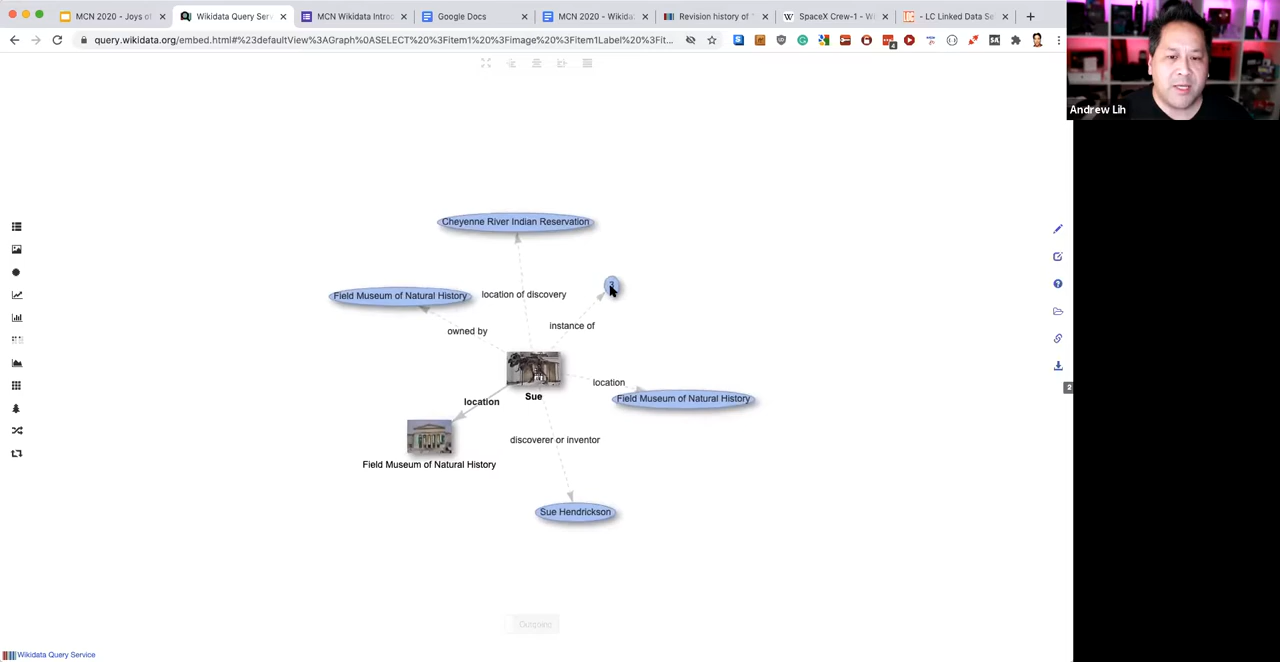 MCN 2020 - Joys of
Wikidata Query Serv
MCN Wikidata Introd
Google Docs
MCN 2020 - Wikida
Revision history of "
SpaceX Crew-1 - Wi
- LC Linked Data Se
query.wikidata.org/embed.html#%23defaultView%3AGraph%0ASELECT%20%3Fitem1%20%3Fimage%20%3Fitem1Label%20%3Fit...
Andrew Lih
Cheyenne River Indian Reservation
3
Field Museum of Natural History
location of discovery
instance of
owned by
location
Field Museum of Natural History
Sue
location
discoverer or inventor
Field Museum of Natural History
Sue Hendrickson
Outgoing
2
Wikidata Query Service